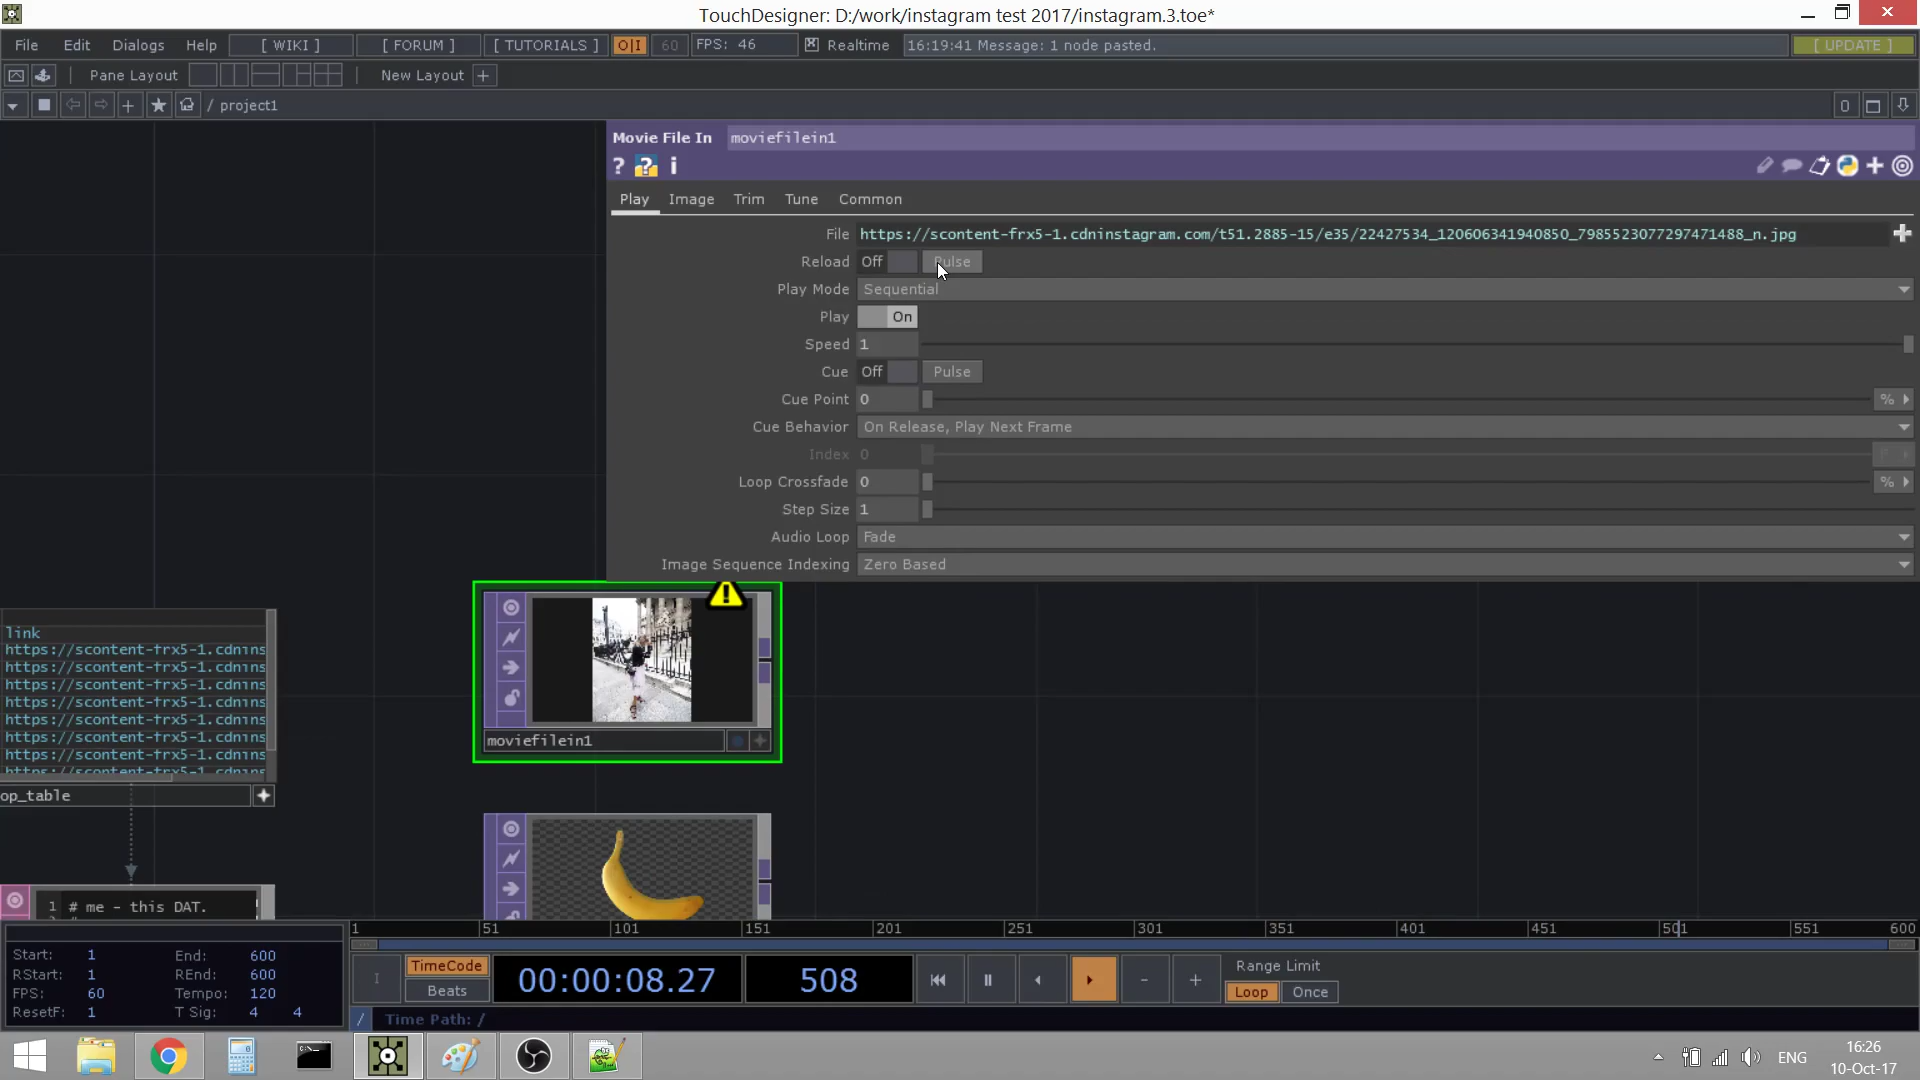 TouchDesigner: D:/work/instagram test 2017/instagram.3.toe*
File Edit Dialogs Help [ WIKI ] [ FORUM ] [ TUTORIALS ] O|I 60 FPS: 46 Realtime 16:19:41 Message: 1 node pasted. [ UPDATE ]
Pane Layout New Layout +
/ project1 0
Movie File In moviefilein1
? ? i
Play Image Trim Tune Common
File https://scontent-frx5-1.cdninstagram.com/t51.2885-15/e35/22427534_120606341940850_7985523077297471488_n.jpg
Reload Off Pulse
Play Mode Sequential
Play On
Speed 1
Cue Off Pulse
Cue Point 0 %
Cue Behavior On Release, Play Next Frame
Index 0
Loop Crossfade 0 %
Step Size 1
Audio Loop Fade
Image Sequence Indexing Zero Based
link
https://scontent-frx5-1.cdnins
https://scontent-frx5-1.cdnins
https://scontent-frx5-1.cdnins
https://scontent-frx5-1.cdnins
https://scontent-frx5-1.cdnins
https://scontent-frx5-1.cdnins
https://scontent-frx5-1.cdnins
https://scontent-frx5-1.cdnins
op_table
moviefilein1
1 # me - this DAT.
1 51 101 151 201 251 301 351 401 451 501 551 600
Start: 1 End: 600
RStart: 1 REnd: 600
FPS: 60 Tempo: 120
ResetF: 1 T Sig: 4 4
TimeCode
Beats
00:00:08.27 508
Range Limit
Loop Once
/ Time Path: /
ENG
16:26
10-Oct-17